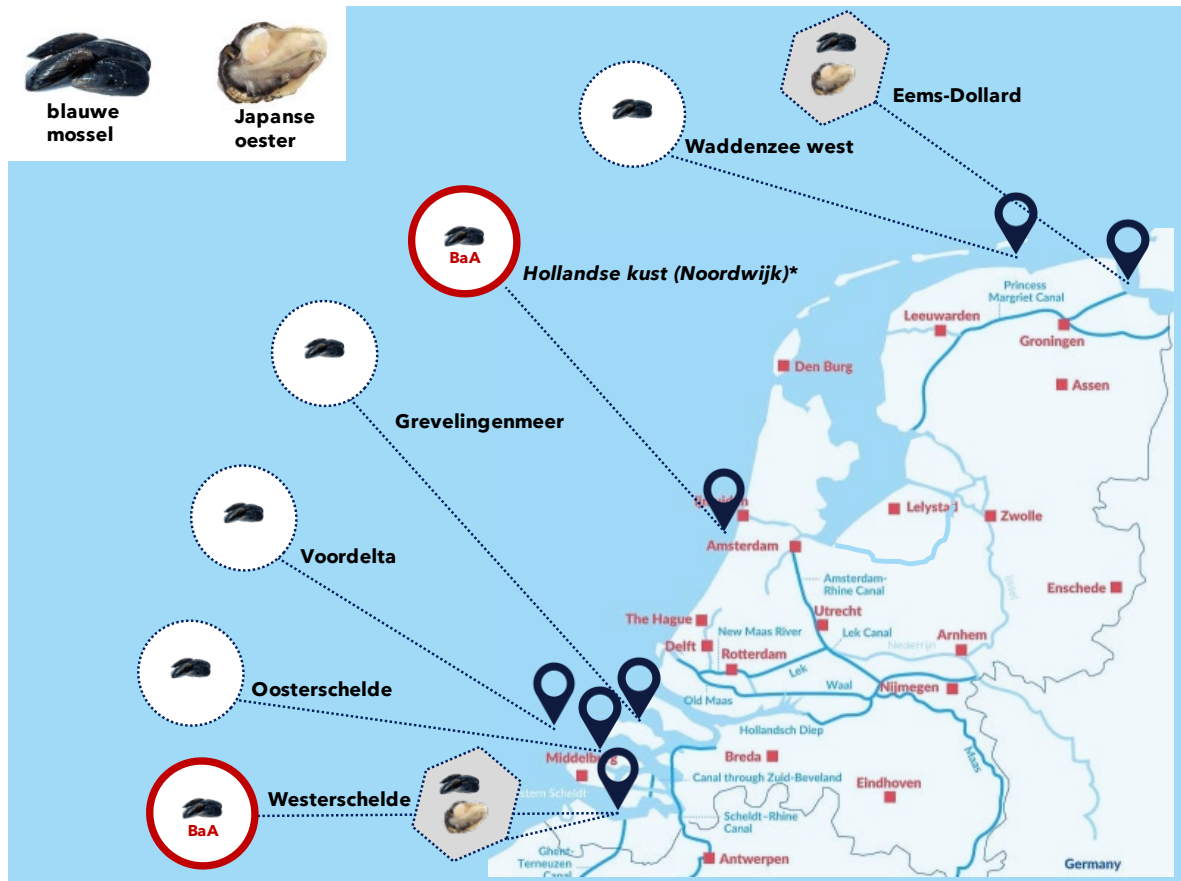 blauwe
mossel
Japanse
oester
Eems-Dollard
Waddenzee west
BaA
Hollandse kust (Noordwijk)*
Grevelingenmeer
Voordelta
Oosterschelde
Westerschelde
BaA
Princess
Margriet Canal
Leeuwarden
Groningen
Den Burg
Assen
Lelystad
Zwolle
Amsterdam
Amsterdam-
Rhine Canal
Enschede
The Hague
Utrecht
New Maas River
Lek Canal
Delft
Nederrijn
Arnhem
Rotterdam
Lek
Waal
Nijmegen
Old Maas
Hollandsch Diep
Maas
Middelburg
Breda
Canal through Zuid-Beveland
Eindhoven
Scheldt-Rhine
Canal
Ghent-
Terneuzen
Canal
Antwerpen
Germany